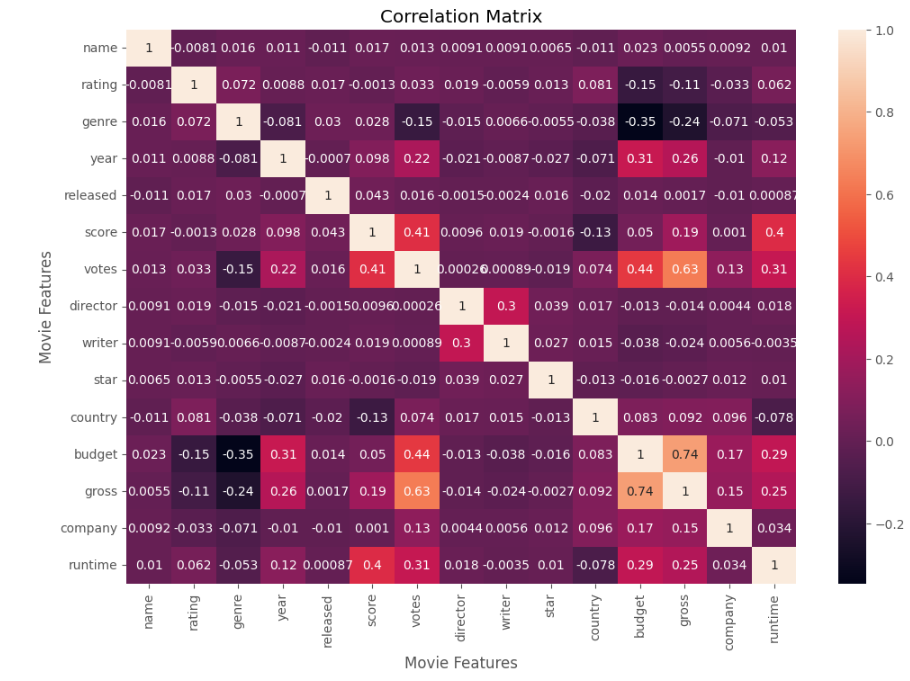 Correlation Matrix
name 1 -0.0081 0.016 0.011 -0.011 0.017 0.013 0.0091 0.0091 0.0065 -0.011 0.023 0.0055 0.0092 0.01
rating -0.0081 1 0.072 0.0088 0.017 -0.0013 0.033 0.019 -0.0059 0.013 0.081 -0.15 -0.11 -0.033 0.062
genre 0.016 0.072 1 -0.081 0.03 0.028 -0.15 -0.015 0.0066 -0.0055 -0.038 -0.35 -0.24 -0.071 -0.053
year 0.011 0.0088 -0.081 1 -0.0007 0.098 0.22 -0.021 -0.0087 -0.027 -0.071 0.31 0.26 -0.01 0.12
released -0.011 0.017 0.03 -0.0007 1 0.043 0.016 -0.0015 -0.0024 0.016 -0.02 0.014 0.0017 -0.01 0.00087
score 0.017 -0.0013 0.028 0.098 0.043 1 0.41 0.0096 0.019 -0.0016 -0.13 0.05 0.19 0.001 0.4
votes 0.013 0.033 -0.15 0.22 0.016 0.41 1 0.00026 0.00089 -0.019 0.074 0.44 0.63 0.13 0.31
director 0.0091 0.019 -0.015 -0.021 -0.0015 0.0096 0.00026 1 0.3 0.039 0.017 -0.013 -0.014 0.0044 0.018
writer 0.0091 -0.0059 0.0066 -0.0087 -0.0024 0.019 0.00089 0.3 1 0.027 0.015 -0.038 -0.024 0.0056 -0.0035
star 0.0065 0.013 -0.0055 -0.027 0.016 -0.0016 -0.019 0.039 0.027 1 -0.013 -0.016 -0.0027 0.012 0.01
country -0.011 0.081 -0.038 -0.071 -0.02 -0.13 0.074 0.017 0.015 -0.013 1 0.083 0.092 0.096 -0.078
budget 0.023 -0.15 -0.35 0.31 0.014 0.05 0.44 -0.013 -0.038 -0.016 0.083 1 0.74 0.17 0.29
gross 0.0055 -0.11 -0.24 0.26 0.0017 0.19 0.63 -0.014 -0.024 -0.0027 0.092 0.74 1 0.15 0.25
company 0.0092 -0.033 -0.071 -0.01 -0.01 0.001 0.13 0.0044 0.0056 0.012 0.096 0.17 0.15 1 0.034
runtime 0.01 0.062 -0.053 0.12 0.00087 0.4 0.31 0.018 -0.0035 0.01 -0.078 0.29 0.25 0.034 1
name rating genre year released score votes director writer star country budget gross company runtime
Movie Features
Movie Features
1.0
0.8
0.6
0.4
0.2
0.0
−0.2